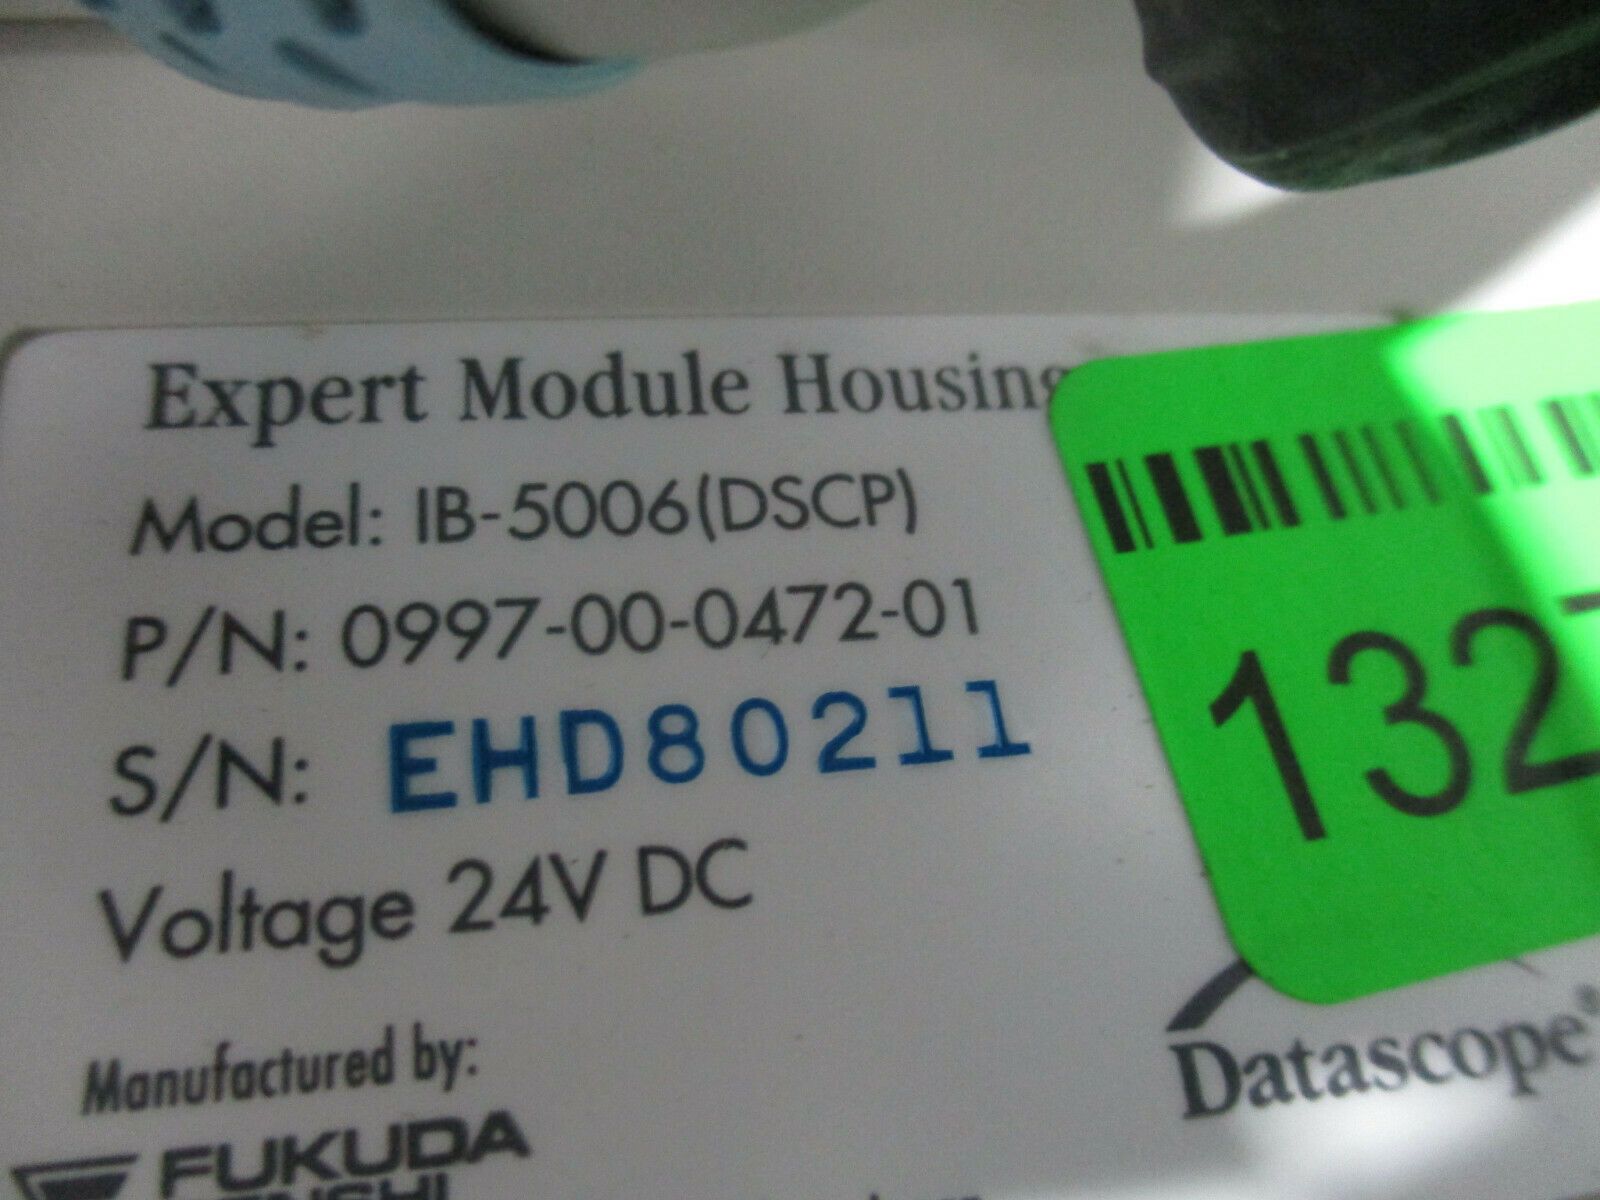 Expert Module Housing
Model: IB-5006(DSCP)
P/N: 0997-00-0472-01
S/N: EHD80211
Voltage 24V DC
132
Datascope®
Manufactured by:
FUKUDA